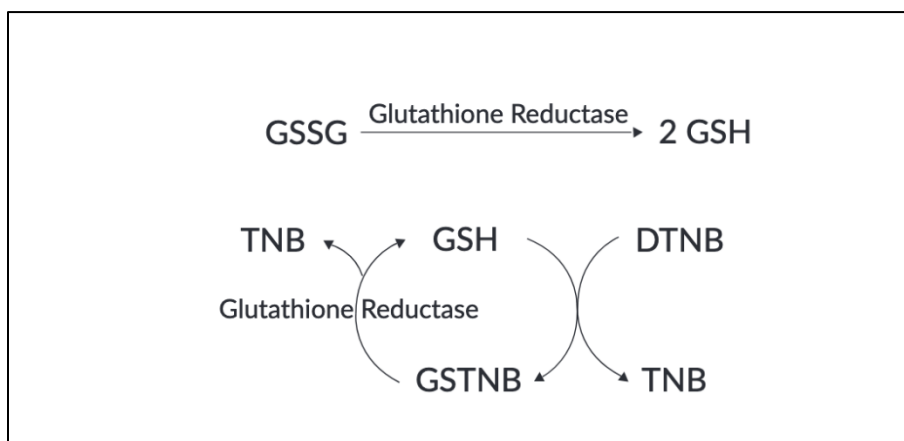 Glutathione Reductase
GSSG 2 GSH
TNB GSH DTNB
Glutathione Reductase
GSTNB TNB